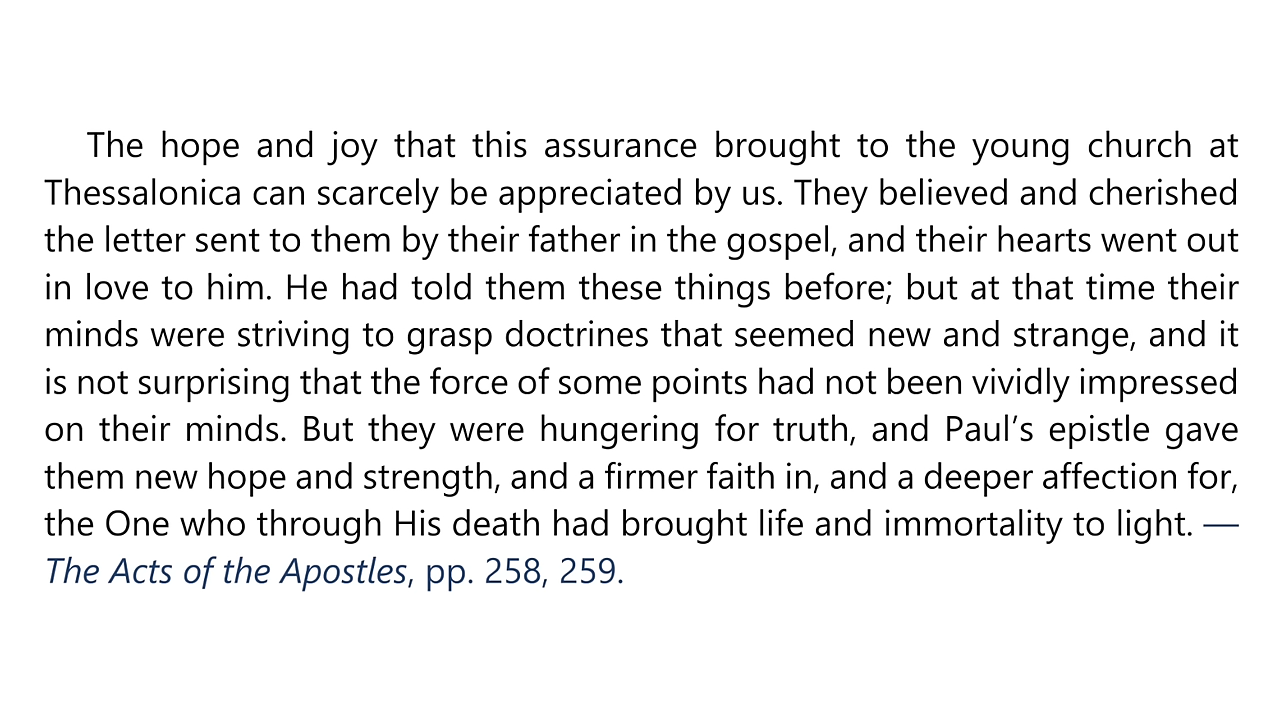 The hope and joy that this assurance brought to the young church at
Thessalonica can scarcely be appreciated by us. They believed and cherished
the letter sent to them by their father in the gospel, and their hearts went out
in love to him. He had told them these things before; but at that time their
minds were striving to grasp doctrines that seemed new and strange, and it
is not surprising that the force of some points had not been vividly impressed
on their minds. But they were hungering for truth, and Paul’s epistle gave
them new hope and strength, and a firmer faith in, and a deeper affection for,
the One who through His death had brought life and immortality to light. —
The Acts of the Apostles, pp. 258, 259.